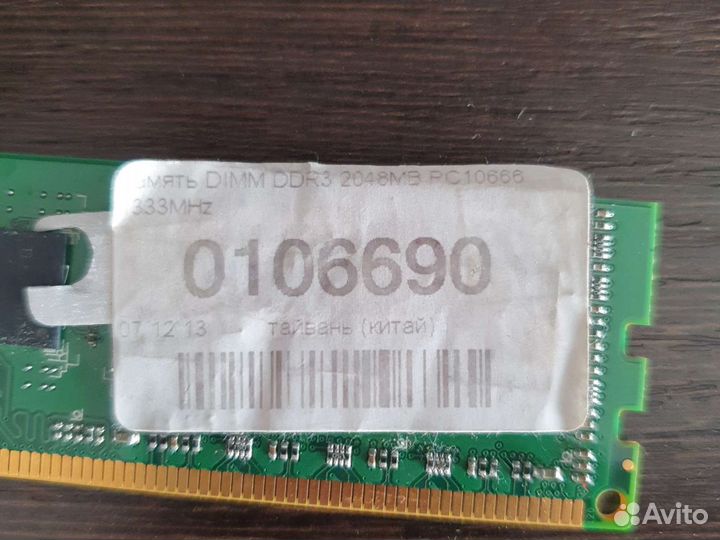 амять DIMM DDR3 2048MB PC10666
333MHz
0106690
07 12 13 тайвань (китай)
Avito